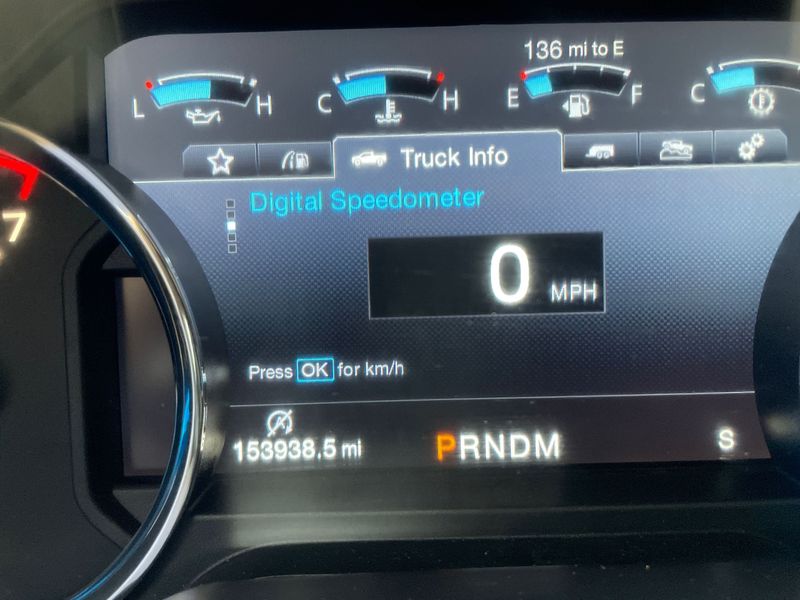 136 mi to E
L H C H E F C
Truck Info
7
Digital Speedometer
0 MPH
Press OK for km/h
153938.5 mi PRNDM S